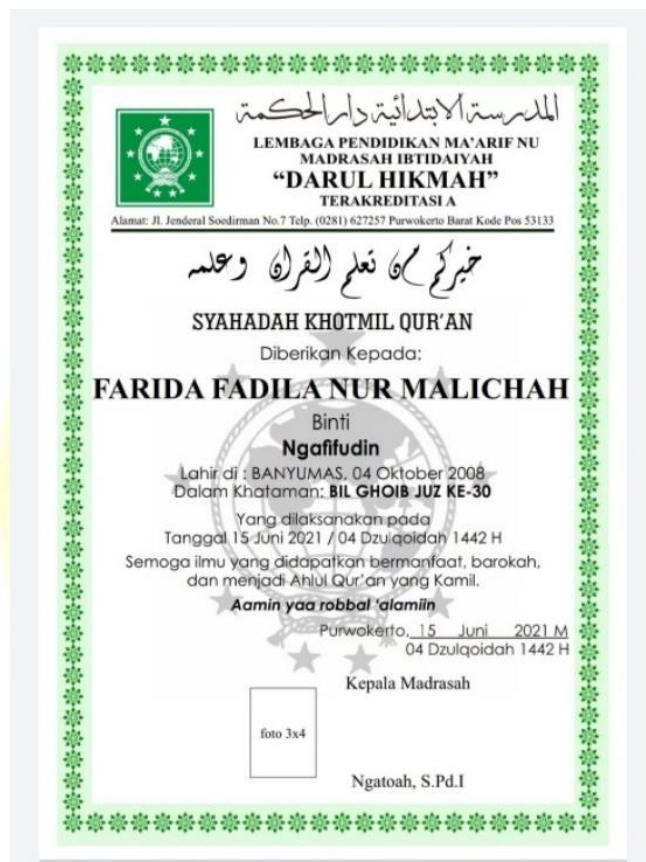 المدرسة الابتدائية دار الحكمة
LEMBAGA PENDIDIKAN MA'ARIF NU
MADRASAH IBTIDAIYAH
“DARUL HIKMAH”
TERAKREDITASI A
Alamat: Jl. Jenderal Soedirman No.7 Telp. (0281) 627257 Purwokerto Barat Kode Pos 53133
خيركم من تعلم القران وعلمه
SYAHADAH KHOTMIL QUR'AN
Diberikan Kepada:
FARIDA FADILA NUR MALICHAH
Binti
Ngafifudin
Lahir di : BANYUMAS, 04 Oktober 2008
Dalam Khataman: BIL GHOIB JUZ KE-30
Yang dilaksanakan pada
Tanggal 15 Juni 2021 / 04 Dzulqoidah 1442 H
Semoga ilmu yang didapatkan bermanfaat, barokah,
dan menjadi Ahlul Qur'an yang Kamil.
Aamin yaa robbal 'alamiin
Purwokerto, 15 Juni 2021 M
04 Dzulqoidah 1442 H
Kepala Madrasah
foto 3x4
Ngatoah, S.Pd.I